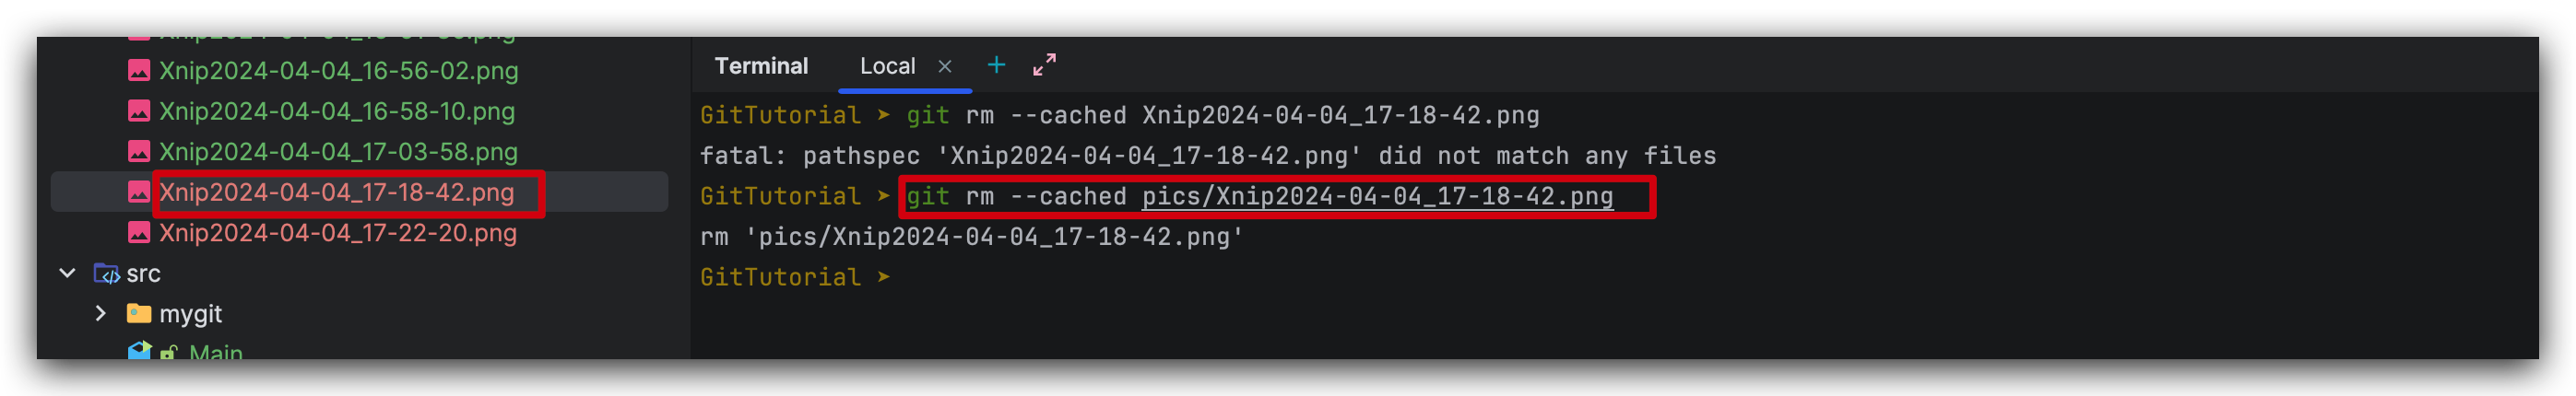 Xnip2024-04-04_16-56-02.png
Xnip2024-04-04_16-58-10.png
Xnip2024-04-04_17-03-58.png
Xnip2024-04-04_17-18-42.png
Xnip2024-04-04_17-22-20.png
src
mygit
Main
Terminal Local
GitTutorial ➤ git rm --cached Xnip2024-04-04_17-18-42.png
fatal: pathspec 'Xnip2024-04-04_17-18-42.png' did not match any files
GitTutorial ➤ git rm --cached pics/Xnip2024-04-04_17-18-42.png
rm 'pics/Xnip2024-04-04_17-18-42.png'
GitTutorial ➤